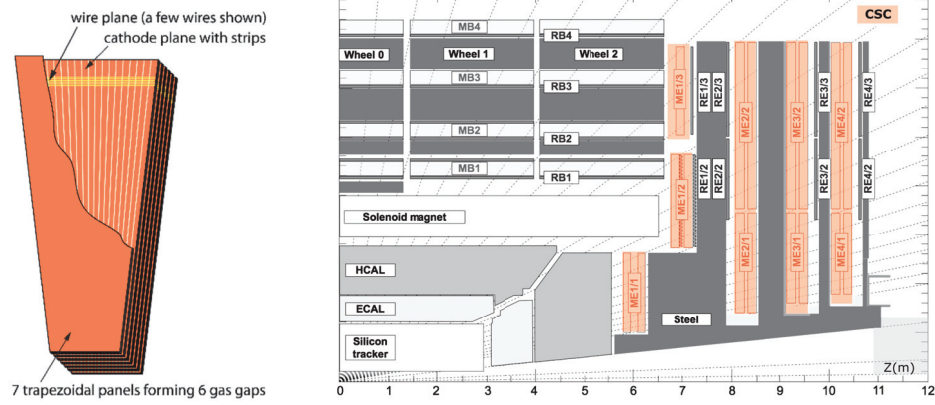 wire plane (a few wires shown)
cathode plane with strips
7 trapezoidal panels forming 6 gas gaps
CSC
MB4
RB4
Wheel 0
Wheel 1
Wheel 2
MB3
RB3
MB2
RB2
MB1
RB1
Solenoid magnet
HCAL
ECAL
Silicon
tracker
Steel
ME1/3
ME1/2
ME1/1
RE1/3
RE2/3
RE1/2
RE2/2
ME2/2
ME2/1
ME3/2
ME3/1
RE3/3
RE3/2
ME4/2
ME4/1
RE4/3
RE4/2
Z(m)
0 1 2 3 4 5 6 7 8 9 10 11 12